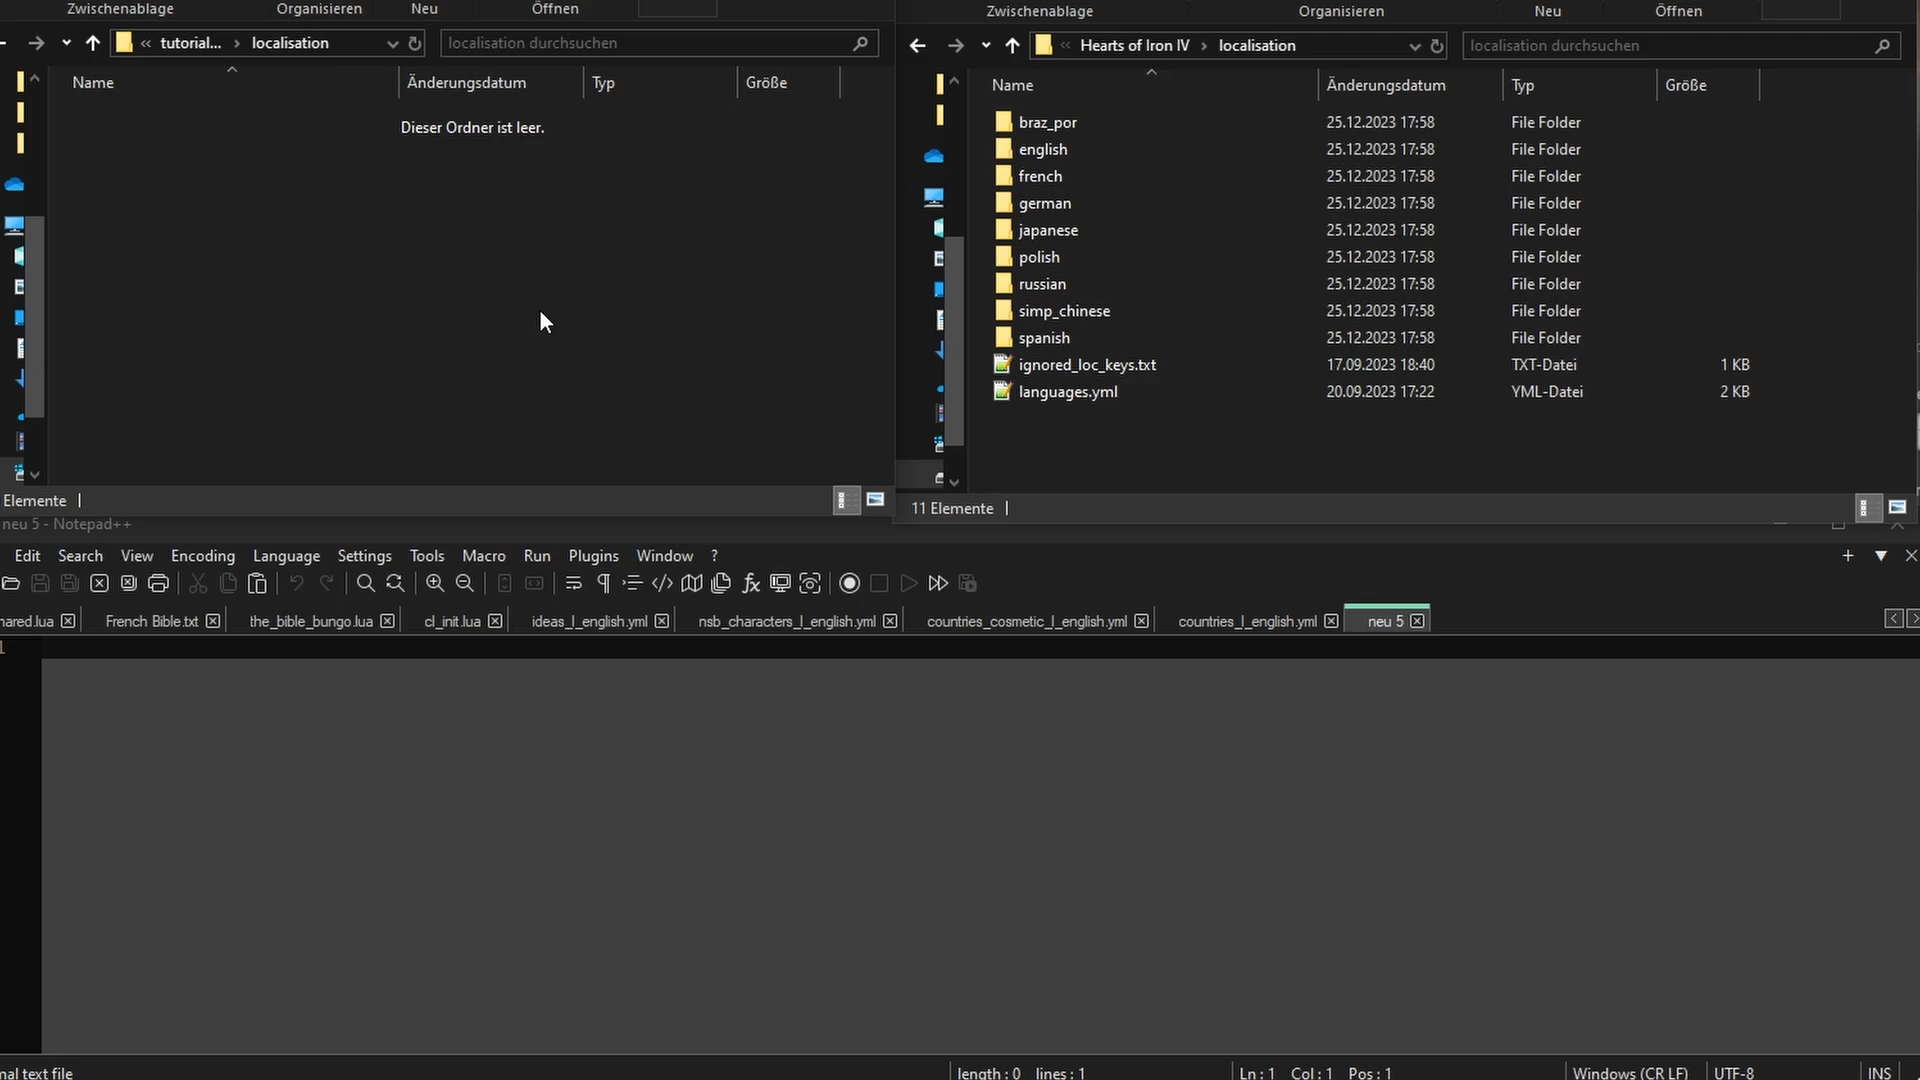 Zwischenablage Organisieren Neu Öffnen
« tutorial... › localisation
localisation durchsuchen
Name Änderungsdatum Typ Größe
Dieser Ordner ist leer.
Elemente
Zwischenablage Organisieren Neu Öffnen
« Hearts of Iron IV › localisation
localisation durchsuchen
Name Änderungsdatum Typ Größe
braz_por 25.12.2023 17:58 File Folder
english 25.12.2023 17:58 File Folder
french 25.12.2023 17:58 File Folder
german 25.12.2023 17:58 File Folder
japanese 25.12.2023 17:58 File Folder
polish 25.12.2023 17:58 File Folder
russian 25.12.2023 17:58 File Folder
simp_chinese 25.12.2023 17:58 File Folder
spanish 25.12.2023 17:58 File Folder
ignored_loc_keys.txt 17.09.2023 18:40 TXT-Datei 1 KB
languages.yml 20.09.2023 17:22 YML-Datei 2 KB
11 Elemente
neu 5 - Notepad++
Edit Search View Encoding Language Settings Tools Macro Run Plugins Window ?
hared.lua French Bible.txt the_bible_bungo.lua cl_init.lua ideas_l_english.yml nsb_characters_l_english.yml countries_cosmetic_l_english.yml countries_l_english.yml neu 5
1
mal text file length : 0 lines : 1 Ln : 1 Col : 1 Pos : 1 Windows (CR LF) UTF-8 INS